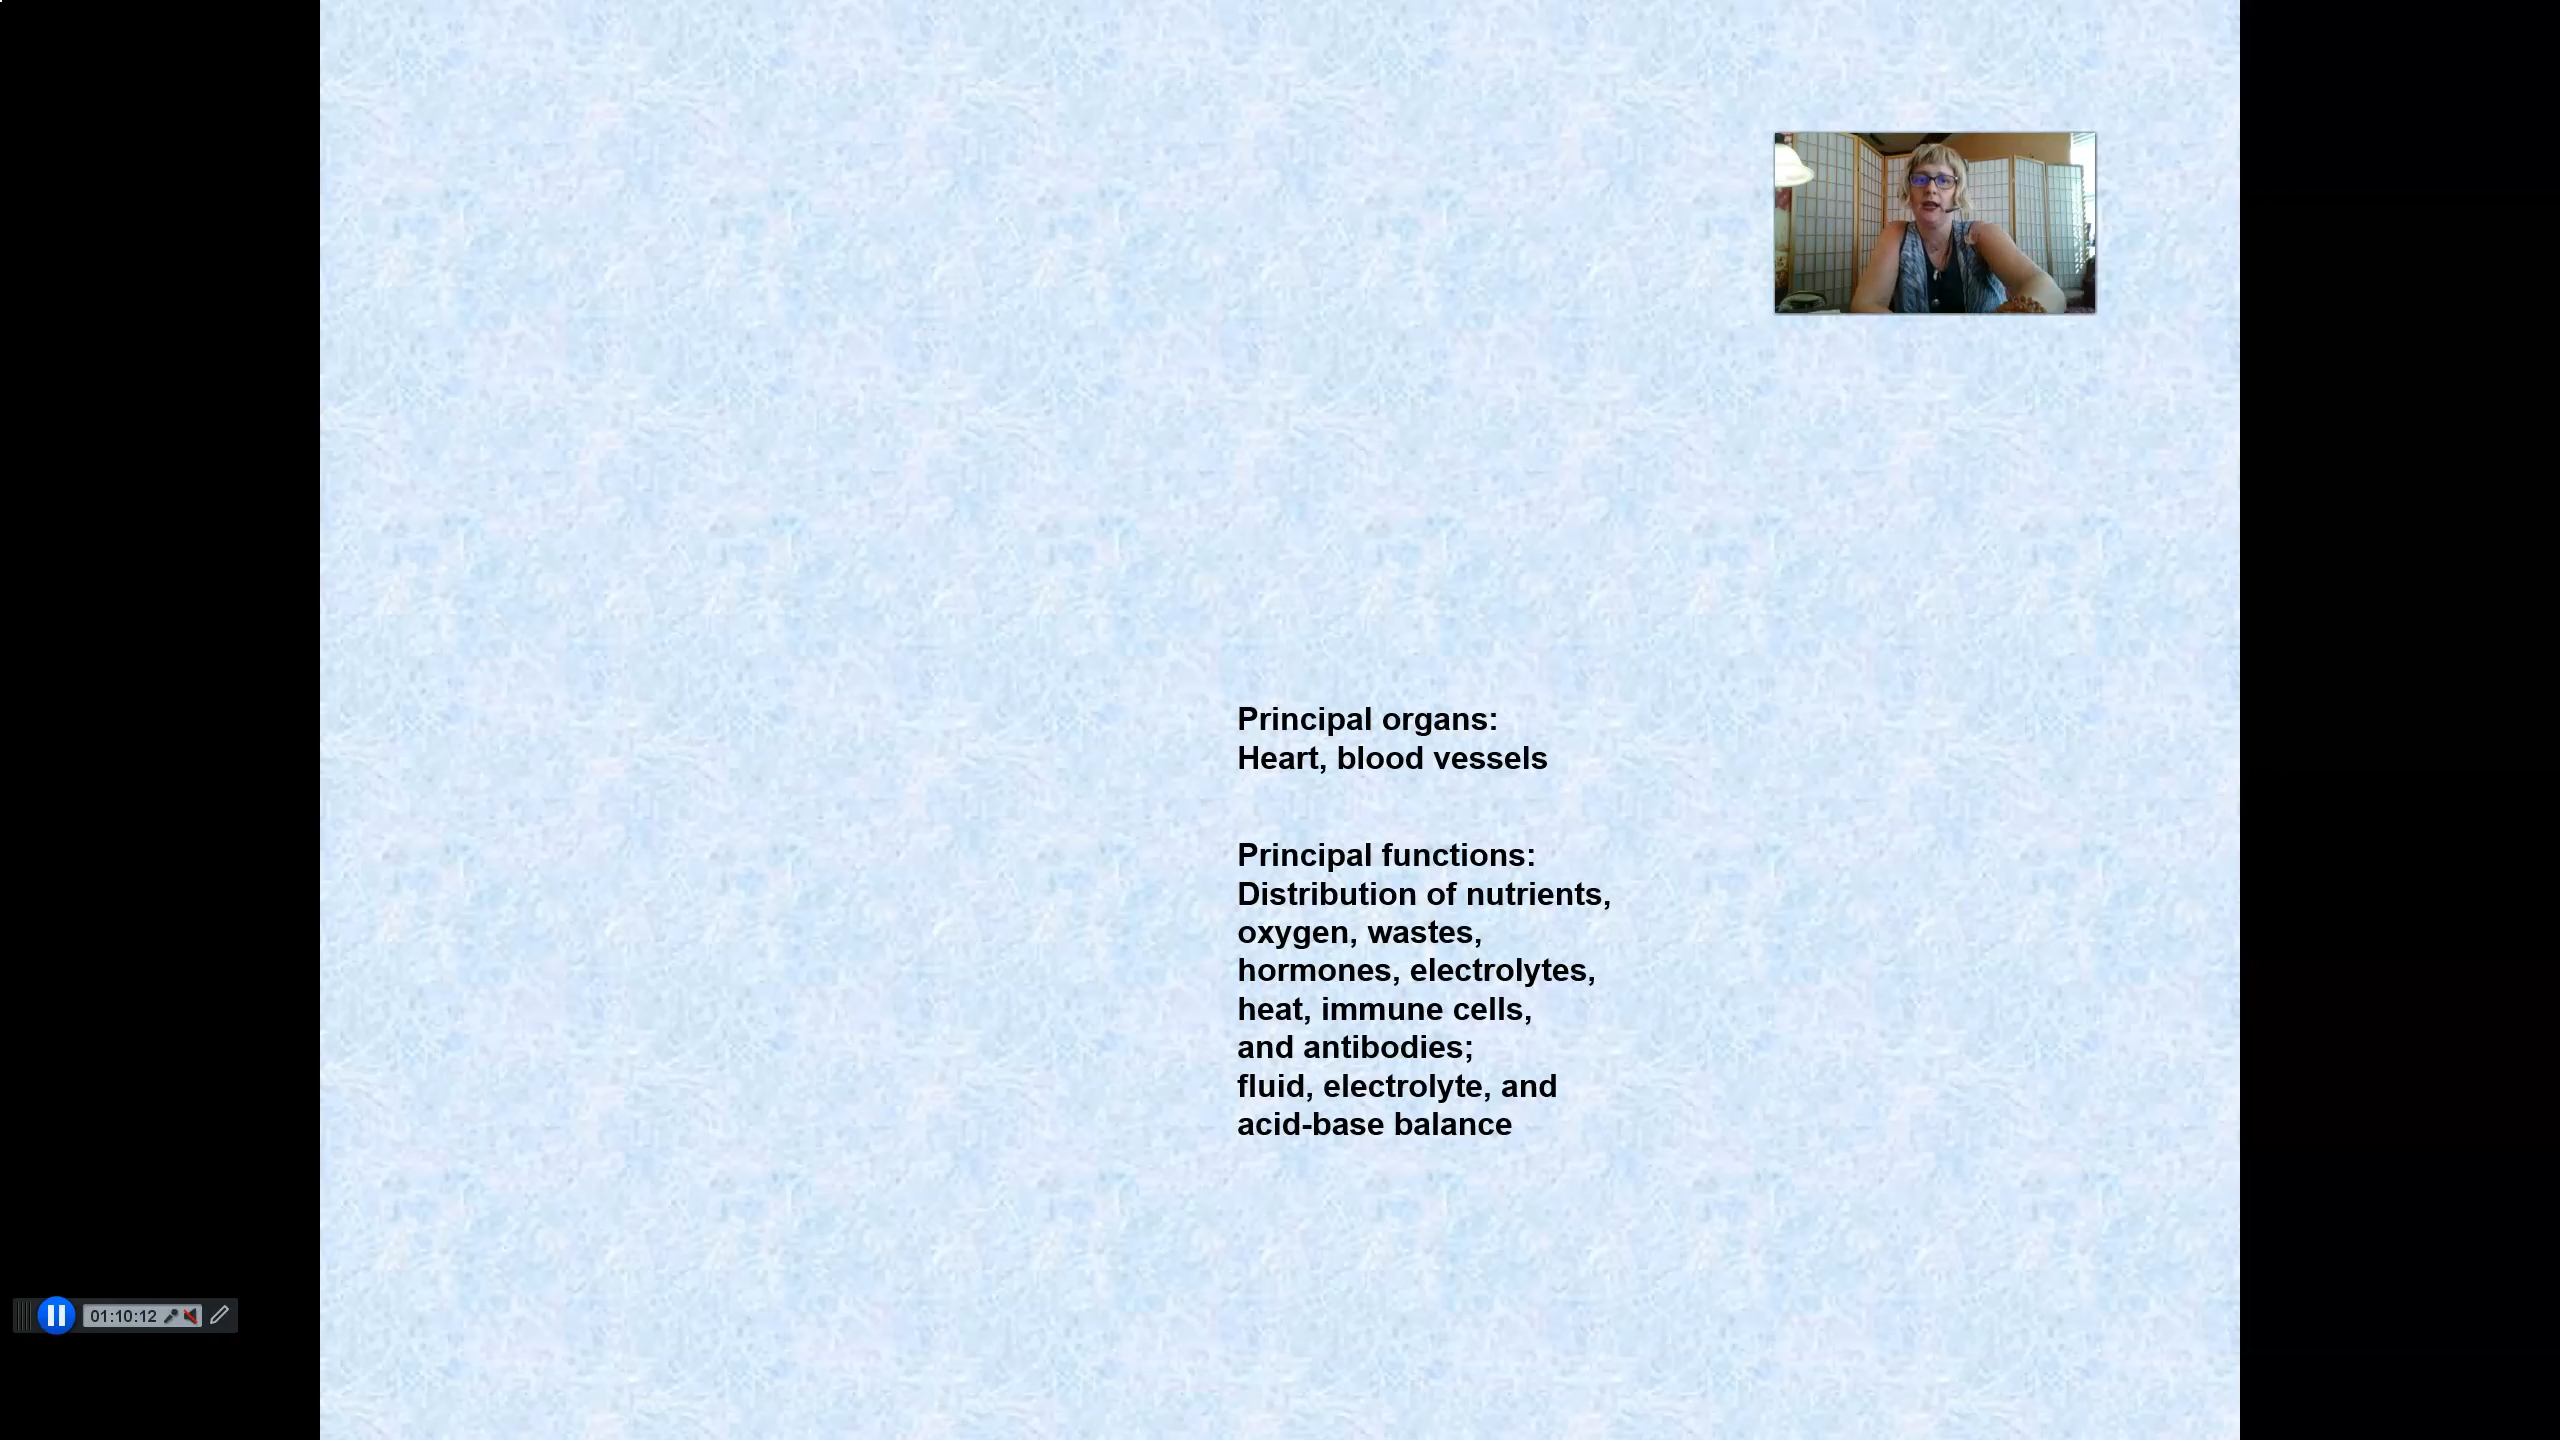 Principal organs:
Heart, blood vessels
Principal functions:
Distribution of nutrients,
oxygen, wastes,
hormones, electrolytes,
heat, immune cells,
and antibodies;
fluid, electrolyte, and
acid-base balance
01:10:12